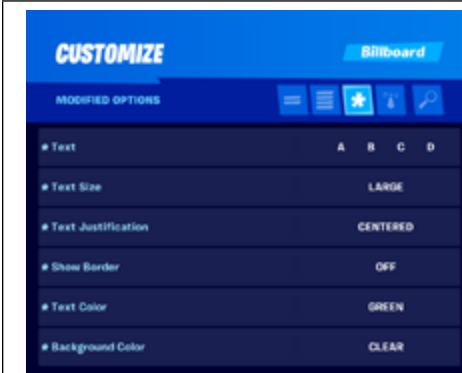 CUSTOMIZE
Billboard
MODIFIED OPTIONS
* Text A B C D
* Text Size LARGE
* Text Justification CENTERED
* Show Border OFF
* Text Color GREEN
* Background Color CLEAR